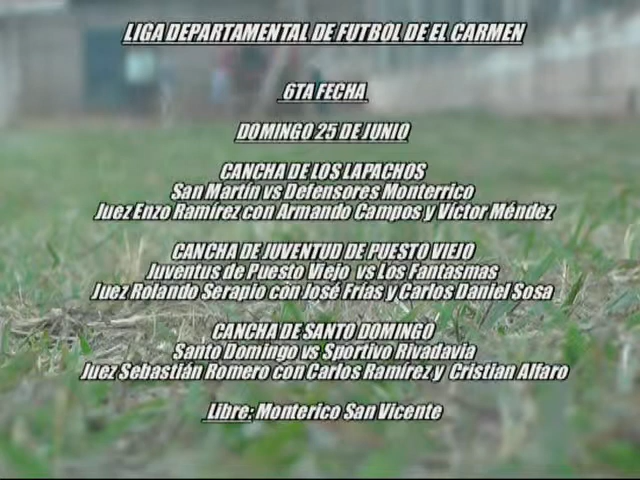 LIGA DEPARTAMENTAL DE FUTBOL DE EL CARMEN
6TA FECHA
DOMINGO 25 DE JUNIO
CANCHA DE LOS LAPACHOS
San Martín vs Defensores Monterrico
Juez Enzo Ramírez con Armando Campos y Víctor Méndez
CANCHA DE JUVENTUD DE PUESTO VIEJO
Juventus de Puesto Viejo vs Los Fantasmas
Juez Rolando Serapio con José Frías y Carlos Daniel Sosa
CANCHA DE SANTO DOMINGO
Santo Domingo vs Sportivo Rivadavia
Juez Sebastián Romero con Carlos Ramírez y Cristian Alfaro
Libre: Monterico San Vicente